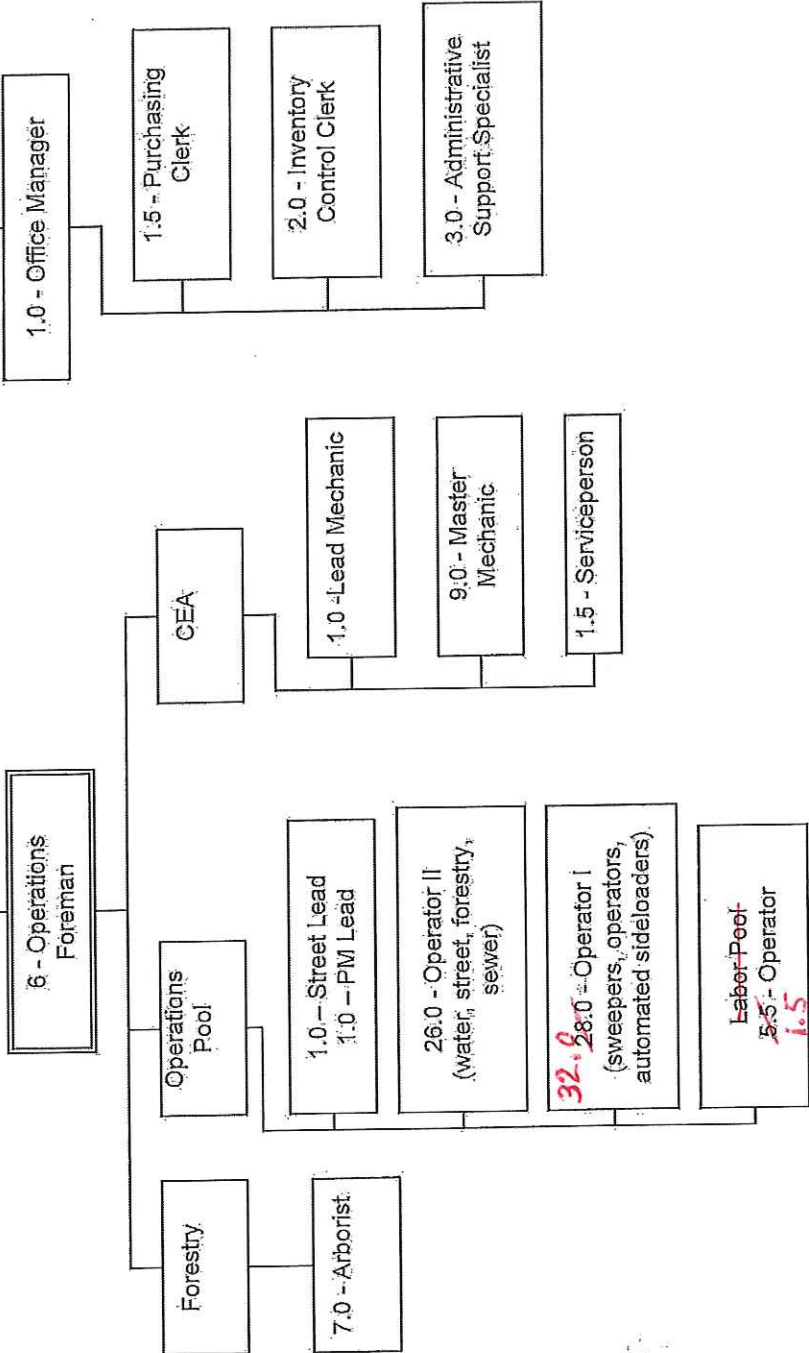 6 - Operations
Foreman
Forestry
7.0 - Arborist
Operations
Pool
1.0 – Street Lead
1.0 – PM Lead
26.0 - Operator II
(water, street, forestry,
sewer)
32.0 28.0 – Operator I
(sweepers, operators,
automated sideloaders)
Labor Pool
5.5 - Operator
1.5
CEA
1.0 -Lead Mechanic
9.0 - Master
Mechanic
1.5 - Serviceperson
1.0 - Office Manager
1.5 - Purchasing
Clerk
2.0 - Inventory
Control Clerk
3.0 - Administrative
Support Specialist